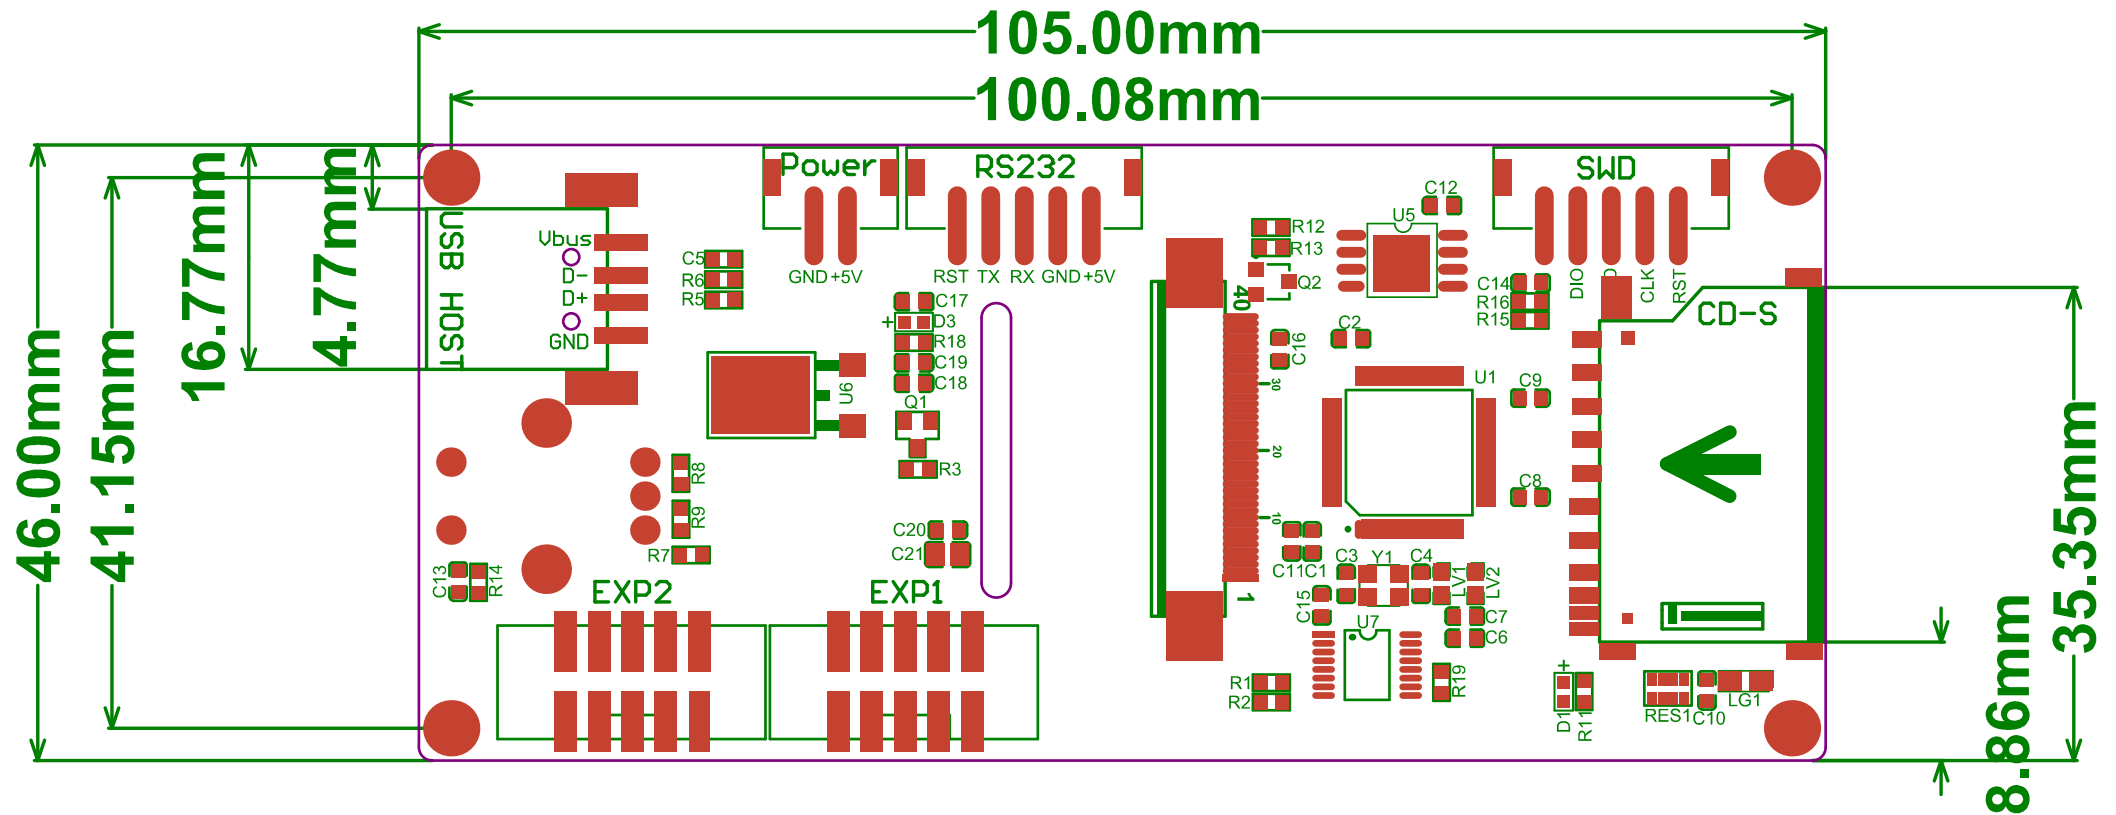 105.00mm
100.08mm
46.00mm
41.15mm
16.77mm
4.77mm
35.35mm
8.86mm
Power
RS232
SWD
GND +5V
RST TX RX GND +5V
DIO
CLK
RST
USB HOST
Vbus
D-
D+
GND
C5
R6
R5
C17
+ D3
R18
C19
C18
Q1
R3
U6
R8
R9
R7
C20
C21
C13
R14
EXP2
EXP1
R12
R13
Q2
U5
C12
C2
C16
40
30
20
10
1
U1
C14
R16
R15
C9
C8
CD-S
C11
C1
C3
Y1
C4
LV1
LV2
C15
U7
C7
C6
R1
R2
R19
+
D1
R11
RES1
C10
LG1